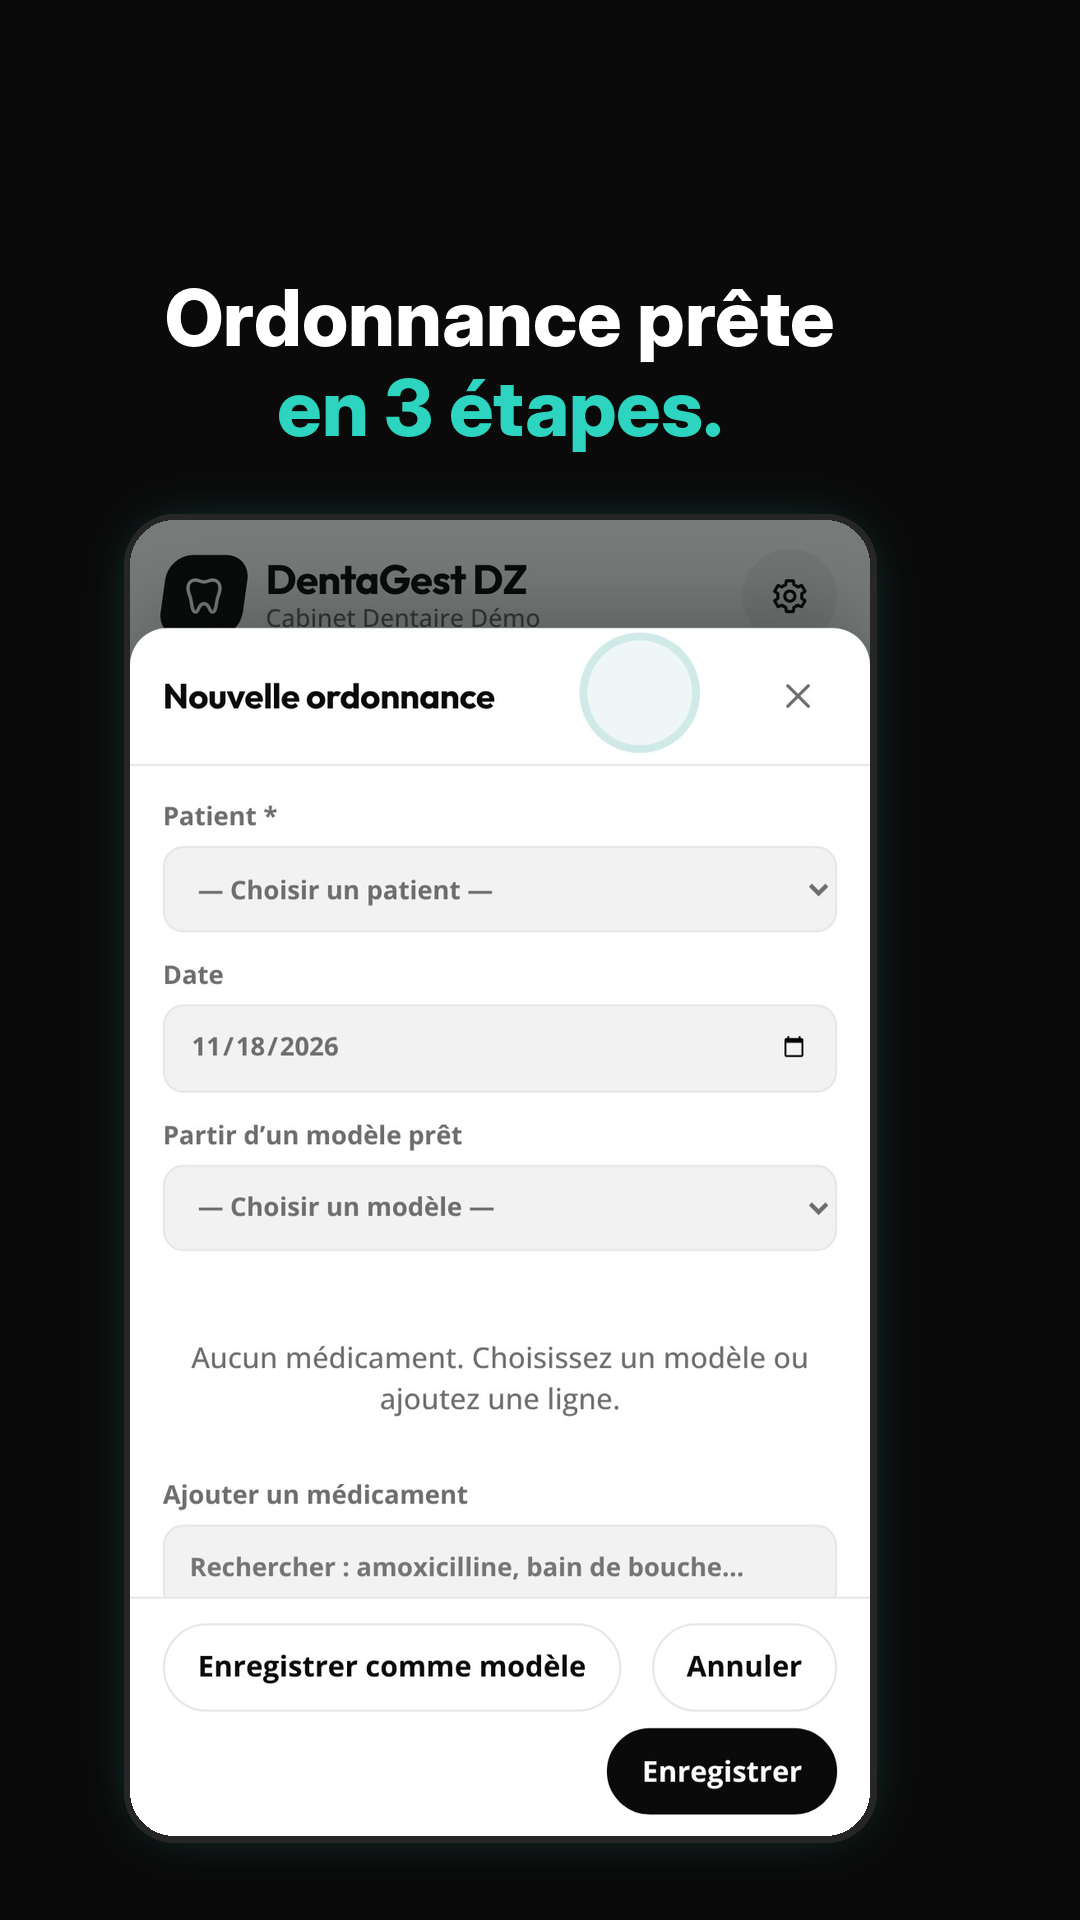 Ordonnance prête
en 3 étapes.
DentaGest DZ
Cabinet Dentaire Démo
Nouvelle ordonnance
Patient *
— Choisir un patient —
Date
11/18/2026
Partir d’un modèle prêt
— Choisir un modèle —
Aucun médicament. Choisissez un modèle ou
ajoutez une ligne.
Ajouter un médicament
Rechercher : amoxicilline, bain de bouche...
Enregistrer comme modèle
Annuler
Enregistrer